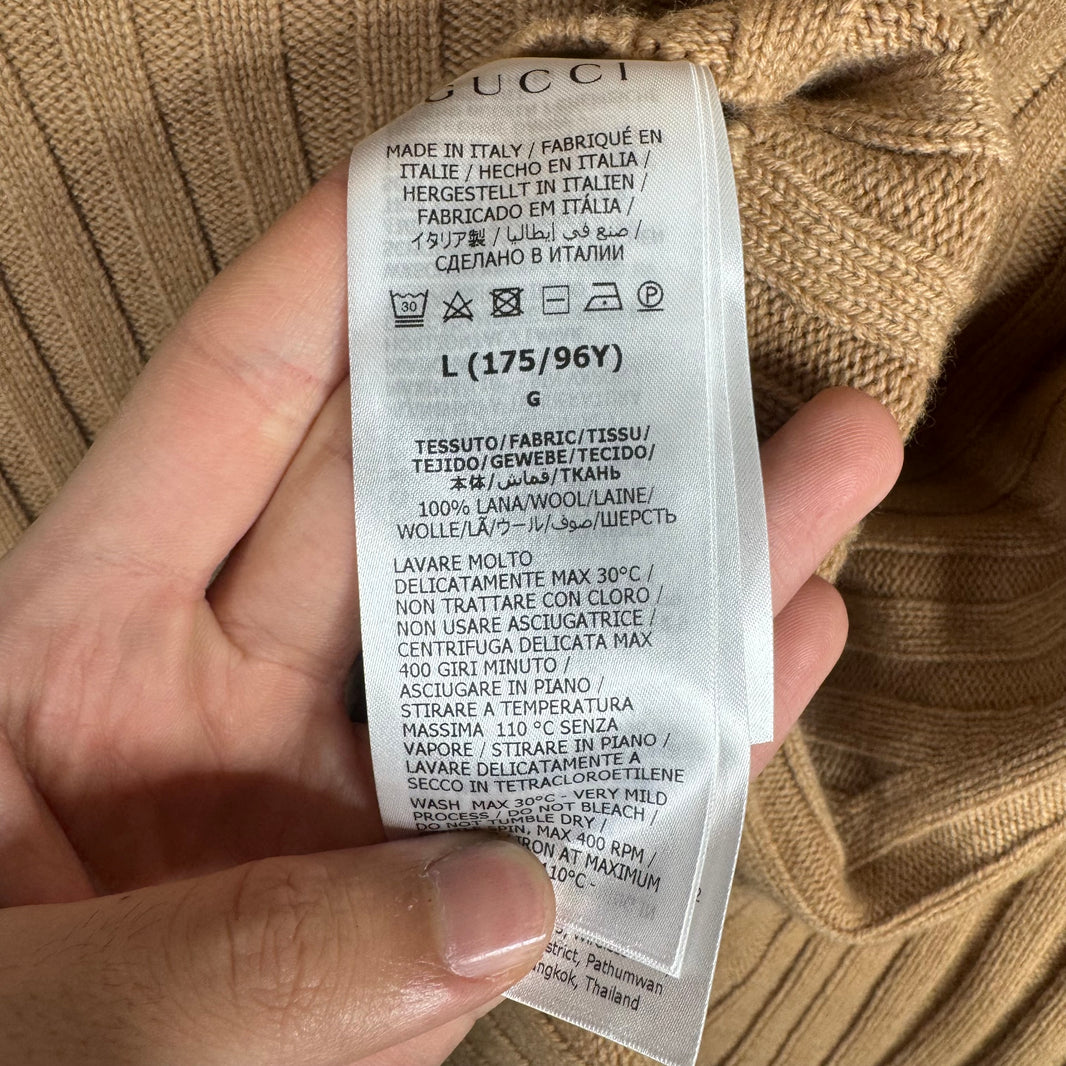 GUCCI
MADE IN ITALY / FABRIQUÉ EN
ITALIE / HECHO EN ITALIA /
HERGESTELLT IN ITALIEN /
FABRICADO EM ITÁLIA /
イタリア製 / صنع في إيطاليا /
СДЕЛАНО В ИТАЛИИ
30 P
L (175/96Y)
G
TESSUTO/FABRIC/TISSU/
TEJIDO/GEWEBE/TECIDO/
本体/قماش/ТКАНЬ
100% LANA/WOOL/LAINE/
WOLLE/LÃ/ウール/صوف/ШЕРСТЬ
LAVARE MOLTO
DELICATAMENTE MAX 30°C /
NON TRATTARE CON CLORO /
NON USARE ASCIUGATRICE /
CENTRIFUGA DELICATA MAX
400 GIRI MINUTO /
ASCIUGARE IN PIANO /
STIRARE A TEMPERATURA
MASSIMA 110 °C SENZA
VAPORE / STIRARE IN PIANO /
LAVARE DELICATAMENTE A
SECCO IN TETRACLOROETILENE
WASH MAX 30°C - VERY MILD
PROCESS / DO NOT BLEACH /
DO NOT TUMBLE DRY /
SPIN, MAX 400 RPM /
IRON AT MAXIMUM
110°C -
Pathumwan
Thailand